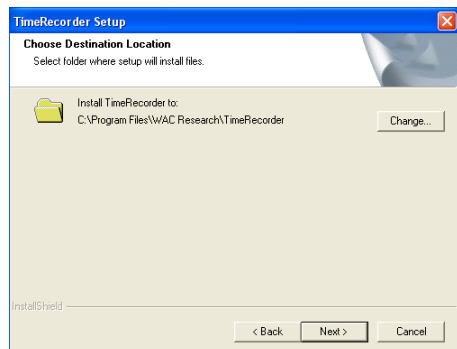 TimeRecorder Setup
Choose Destination Location
Select folder where setup will install files.
Install TimeRecorder to:
C:\Program Files\WAC Research\TimeRecorder
Change...
InstallShield
< Back
Next >
Cancel